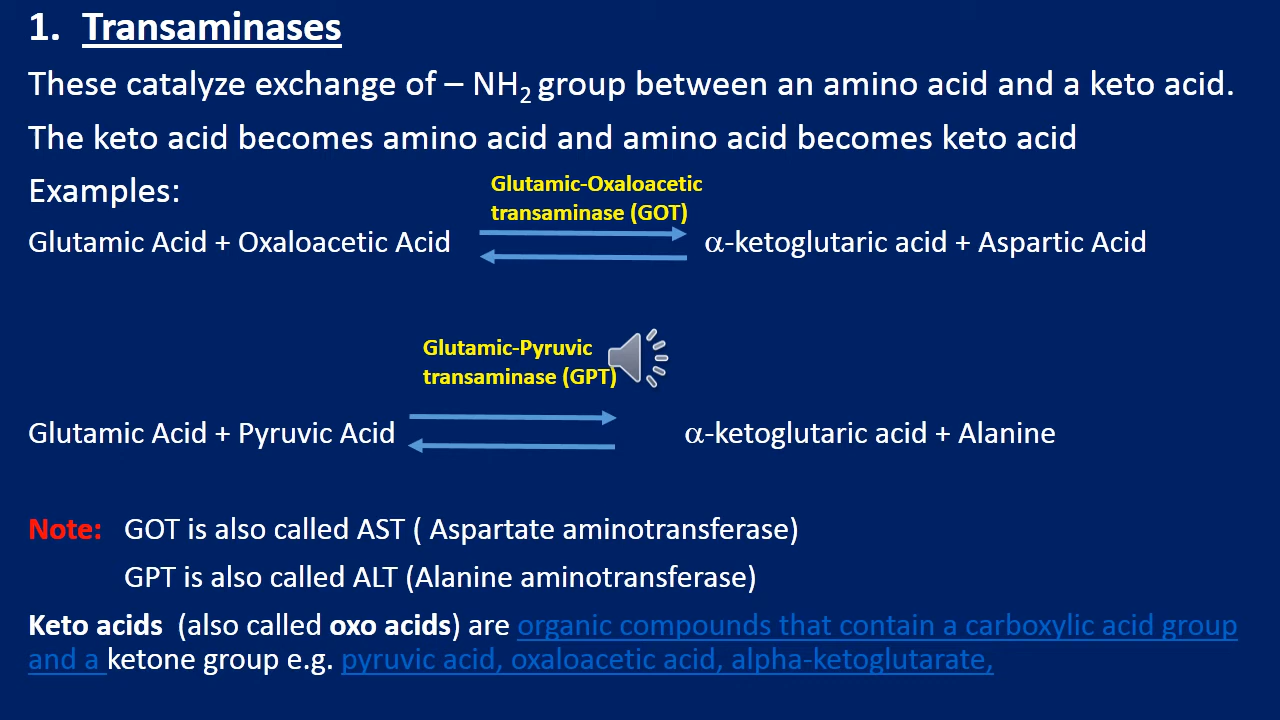 1. Transaminases
These catalyze exchange of – NH₂ group between an amino acid and a keto acid.
The keto acid becomes amino acid and amino acid becomes keto acid
Examples:
Glutamic-Oxaloacetic
transaminase (GOT)
Glutamic Acid + Oxaloacetic Acid
α-ketoglutaric acid + Aspartic Acid
Glutamic-Pyruvic
transaminase (GPT)
Glutamic Acid + Pyruvic Acid
α-ketoglutaric acid + Alanine
Note: GOT is also called AST ( Aspartate aminotransferase)
GPT is also called ALT (Alanine aminotransferase)
Keto acids (also called oxo acids) are organic compounds that contain a carboxylic acid group
and a ketone group e.g. pyruvic acid, oxaloacetic acid, alpha-ketoglutarate,